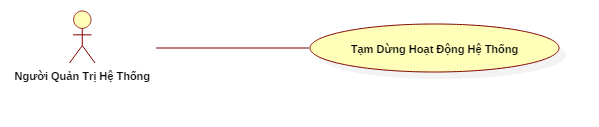 Tạm Dừng Hoạt Động Hệ Thống
Người Quản Trị Hệ Thống